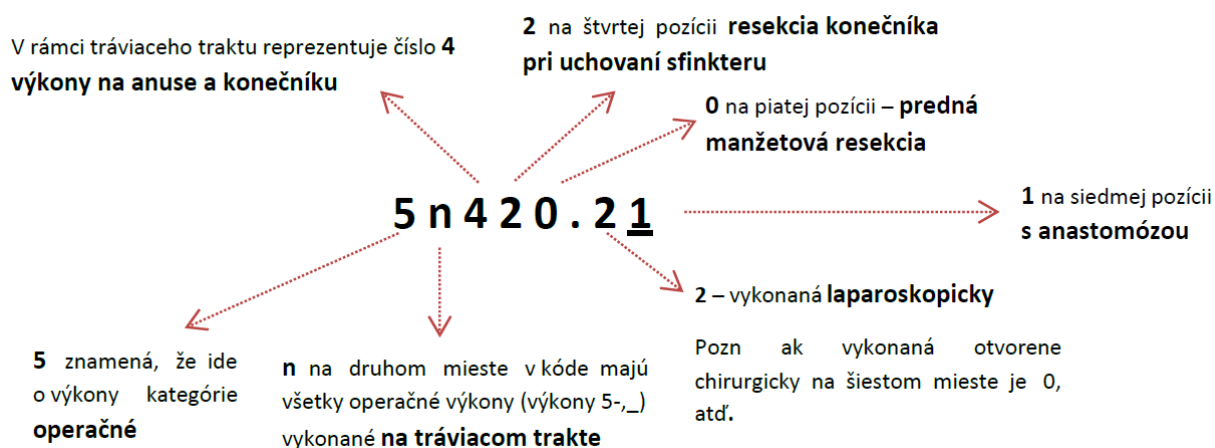 V rámci tráviaceho traktu reprezentuje číslo 4
výkony na anuse a konečníku
2 na štvrtej pozícii resekcia konečníka
pri uchovaní sfinkteru
0 na piatej pozícii – predná
manžetová resekcia
5 n 4 2 0 . 2 1
1 na siedmej pozícii
s anastomózou
2 – vykonaná laparoskopicky
Pozn ak vykonaná otvorene
chirurgicky na šiestom mieste je 0,
atď.
5 znamená, že ide
o výkony kategórie
operačné
n na druhom mieste v kóde majú
všetky operačné výkony (výkony 5-,_)
vykonané na tráviacom trakte